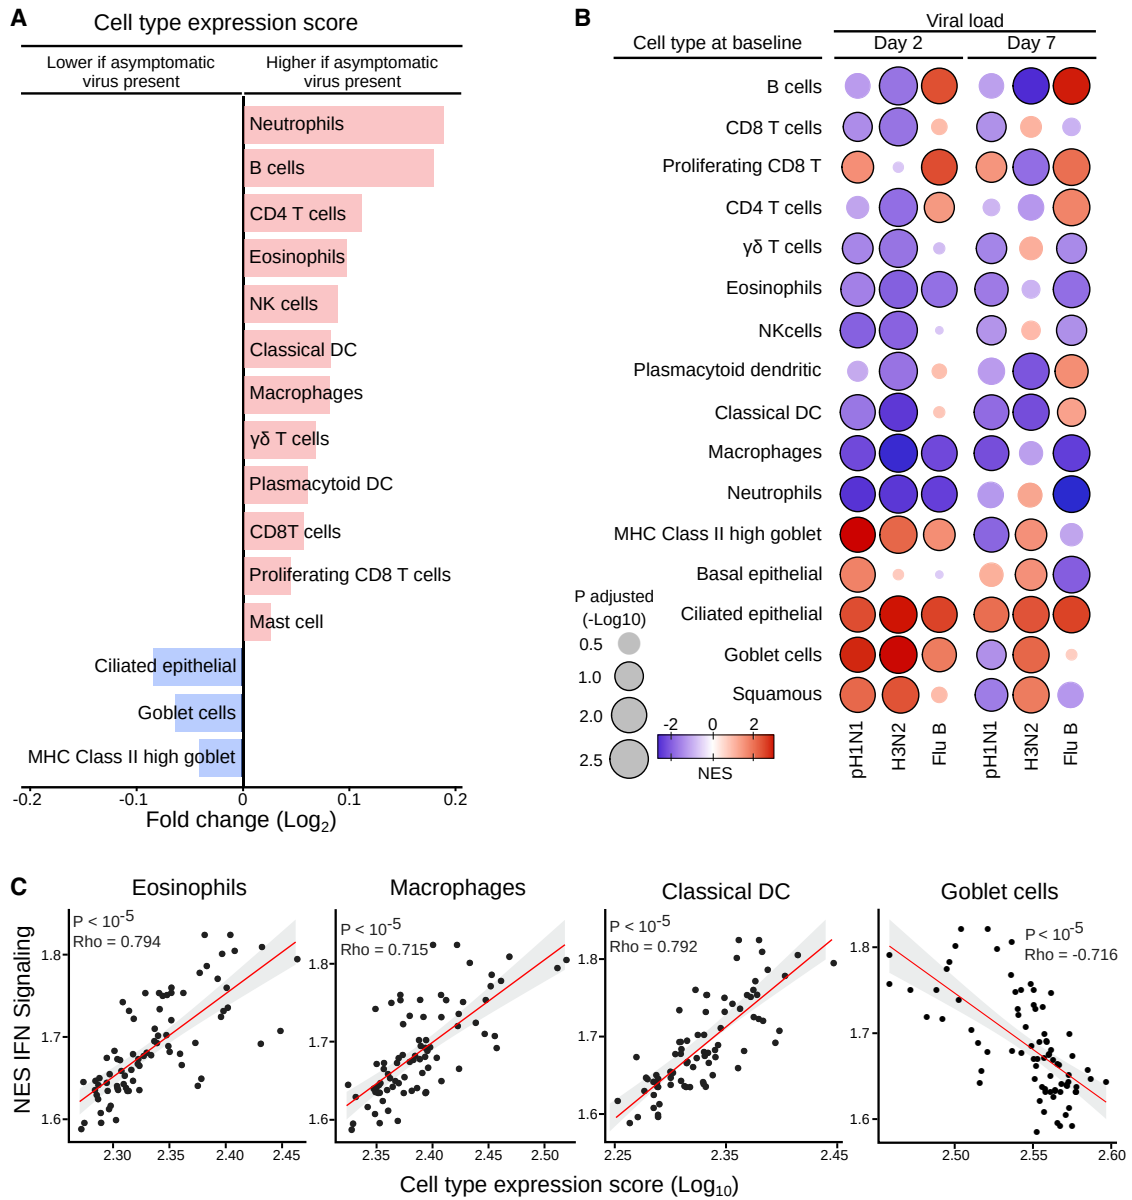 A
Cell type expression score
Lower if asymptomatic
virus present
Higher if asymptomatic
virus present
Neutrophils
B cells
CD4 T cells
Eosinophils
NK cells
Classical DC
Macrophages
γδ T cells
Plasmacytoid DC
CD8T cells
Proliferating CD8 T cells
Mast cell
Ciliated epithelial
Goblet cells
MHC Class II high goblet
-0.2 -0.1 0 0.1 0.2
Fold change (Log2)
B
Viral load
Cell type at baseline Day 2 Day 7
B cells
CD8 T cells
Proliferating CD8 T
CD4 T cells
γδ T cells
Eosinophils
NKcells
Plasmacytoid dendritic
Classical DC
Macrophages
Neutrophils
MHC Class II high goblet
Basal epithelial
Ciliated epithelial
Goblet cells
Squamous
P adjusted
(-Log10)
0.5
1.0
2.0
2.5
-2 0 2
NES
pH1N1 H3N2 Flu B pH1N1 H3N2 Flu B
C
NES IFN Signaling
Eosinophils
P < 10-5
Rho = 0.794
1.8
1.7
1.6
2.30 2.35 2.40 2.45
Macrophages
P < 10-5
Rho = 0.715
1.8
1.7
1.6
2.35 2.40 2.45 2.50
Classical DC
P < 10-5
Rho = 0.792
1.8
1.7
1.6
2.25 2.35 2.45
Goblet cells
P < 10-5
Rho = -0.716
1.8
1.7
1.6
2.50 2.55 2.60
Cell type expression score (Log10)